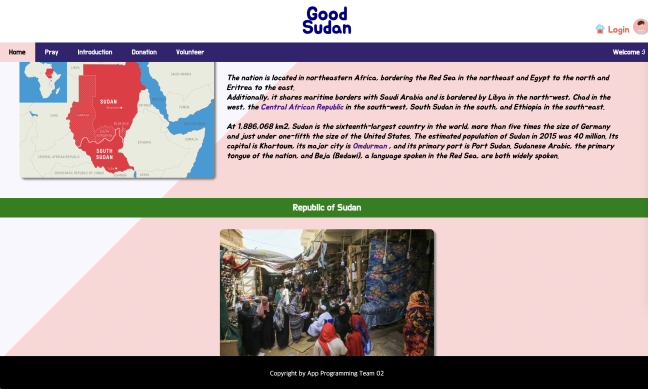 Good
Sudan
Login
Home Pray Introduction Donation Volunteer Welcome :)
SUDAN
SOUTH
SUDAN
The nation is located in northeastern Africa, bordering the Red Sea in the northeast and Egypt to the north and
Eritrea to the east.
Additionally, it shares maritime borders with Saudi Arabia and is bordered by Libya in the north-west, Chad in the
west, the Central African Republic in the south-west, South Sudan in the south, and Ethiopia in the south-east.
At 1,886,068 km2, Sudan is the sixteenth-largest country in the world, more than five times the size of Germany
and just under one-fifth the size of the United States. The estimated population of Sudan in 2015 was 40 million. Its
capital is Khartoum, its major city is Omdurman , and its primary port is Port Sudan. Sudanese Arabic, the primary
tongue of the nation, and Beja (Bedawi), a language spoken in the Red Sea, are both widely spoken.
Republic of Sudan
Copyright by App Programming Team 02